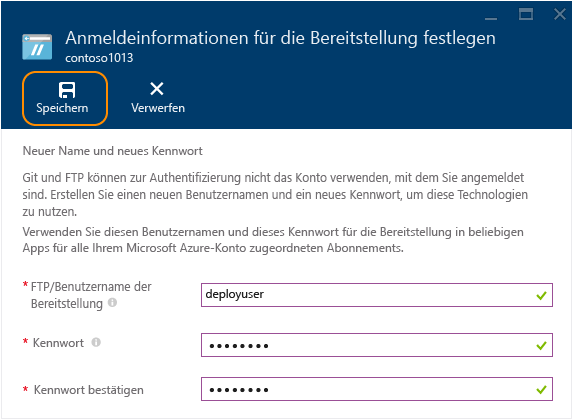 Anmeldeinformationen für die Bereitstellung festlegen
contoso1013
Speichern
Verwerfen
Neuer Name und neues Kennwort
Git und FTP können zur Authentifizierung nicht das Konto verwenden, mit dem Sie angemeldet
sind. Erstellen Sie einen neuen Benutzernamen und ein neues Kennwort, um diese Technologien
zu nutzen.
Verwenden Sie diesen Benutzernamen und dieses Kennwort für die Bereitstellung in beliebigen
Apps für alle Ihrem Microsoft Azure-Konto zugeordneten Abonnements.
* FTP/Benutzername der
Bereitstellung
deployuser
* Kennwort
••••••••
* Kennwort bestätigen
••••••••